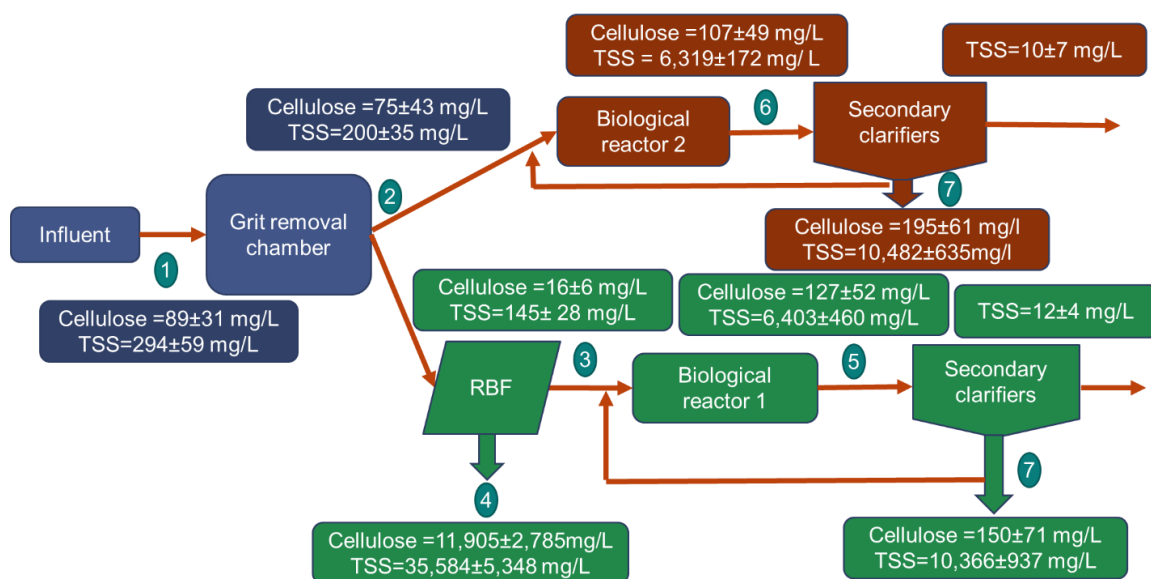 Cellulose =107±49 mg/L
TSS = 6,319±172 mg/ L
TSS=10±7 mg/L
Cellulose =75±43 mg/L
TSS=200±35 mg/L
6
Biological
reactor 2
Secondary
clarifiers
2
7
Influent
Grit removal
chamber
1
Cellulose =195±61 mg/l
TSS=10,482±635mg/l
Cellulose =89±31 mg/L
TSS=294±59 mg/L
Cellulose =16±6 mg/L
TSS=145± 28 mg/L
Cellulose =127±52 mg/L
TSS=6,403±460 mg/L
TSS=12±4 mg/L
3
5
RBF
Biological
reactor 1
Secondary
clarifiers
4
7
Cellulose =11,905±2,785mg/L
TSS=35,584±5,348 mg/L
Cellulose =150±71 mg/L
TSS=10,366±937 mg/L